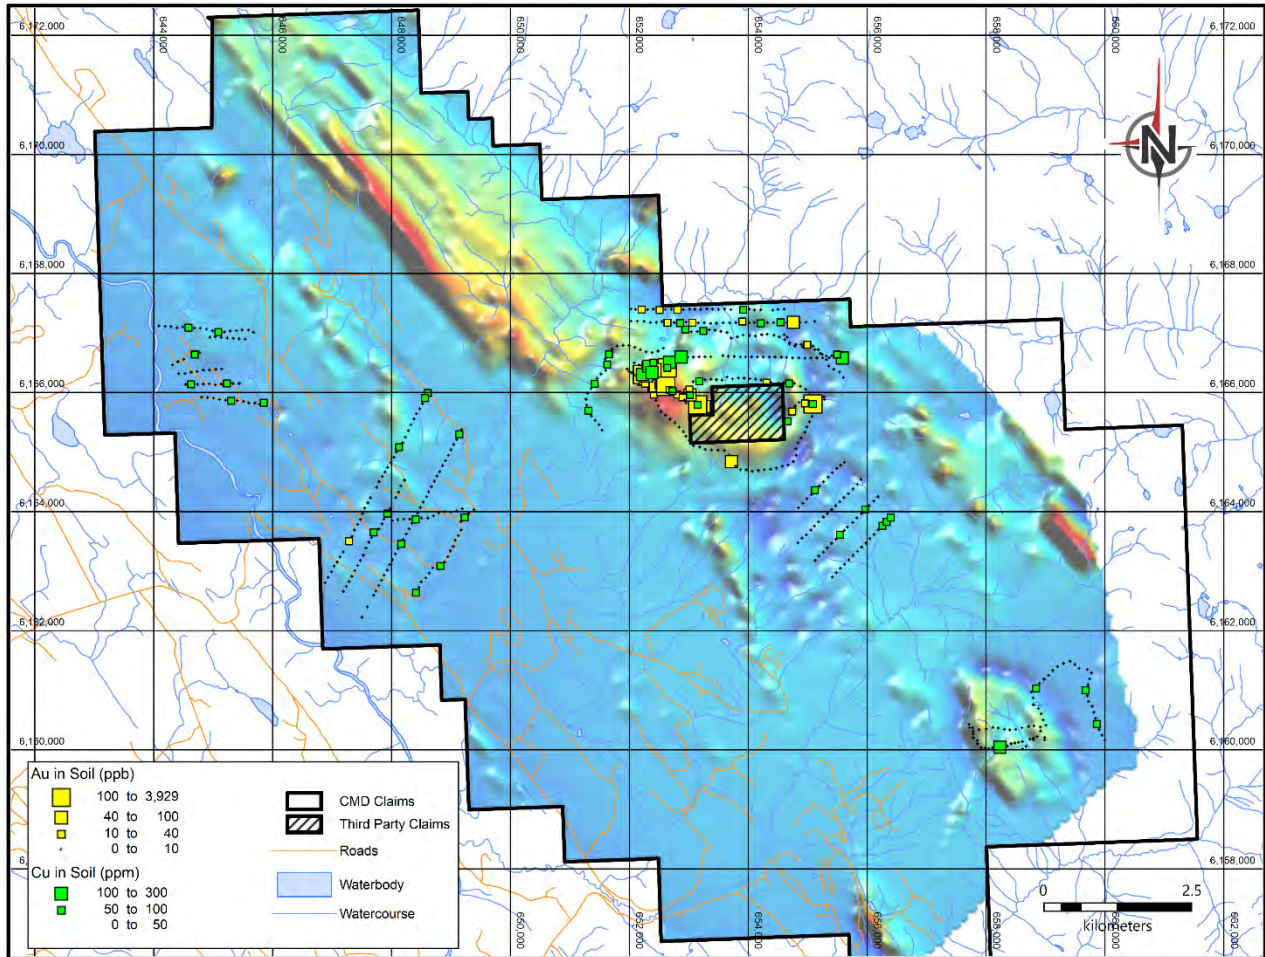 644,000 646,000 648,000 650,000 652,000 654,000 656,000 658,000 660,000
6,172,000 6,172,000
6,170,000 6,170,000
N
6,168,000 6,168,000
6,166,000 6,166,000
6,164,000 6,164,000
6,162,000 6,162,000
6,160,000 6,160,000
Au in Soil (ppb)
100 to 3,929
40 to 100
10 to 40
0 to 10
Cu in Soil (ppm)
100 to 300
50 to 100
0 to 50
CMD Claims
Third Party Claims
Roads
Waterbody
Watercourse
6, 6,158,000
0 2.5
kilometers
650,000 652,000 654,000 656,000 658,000 660,000 662,000